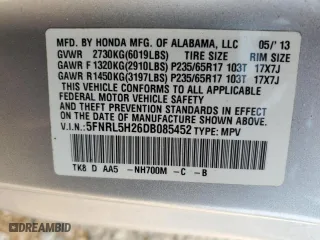 MFD. BY HONDA MFG. OF ALABAMA, LLC 05/'13
GVWR 2730KG(6019LBS) TIRE SIZE RIM SIZE
GAWR F 1320KG(2910LBS) P235/65R17 103T 17X7J
GAWR R 1450KG(3197LBS) P235/65R17 103T 17X7J
THIS VEHICLE CONFORMS TO ALL APPLICABLE
FEDERAL MOTOR VEHICLE SAFETY AND THEFT
PREVENTION STANDARDS IN EFFECT ON THE
DATE OF MANUFACTURE SHOWN ABOVE.
V.I.N.: 5FNRL5H26DB085452 TYPE: MPV
TK8 D AA5 -NH700M -C -B